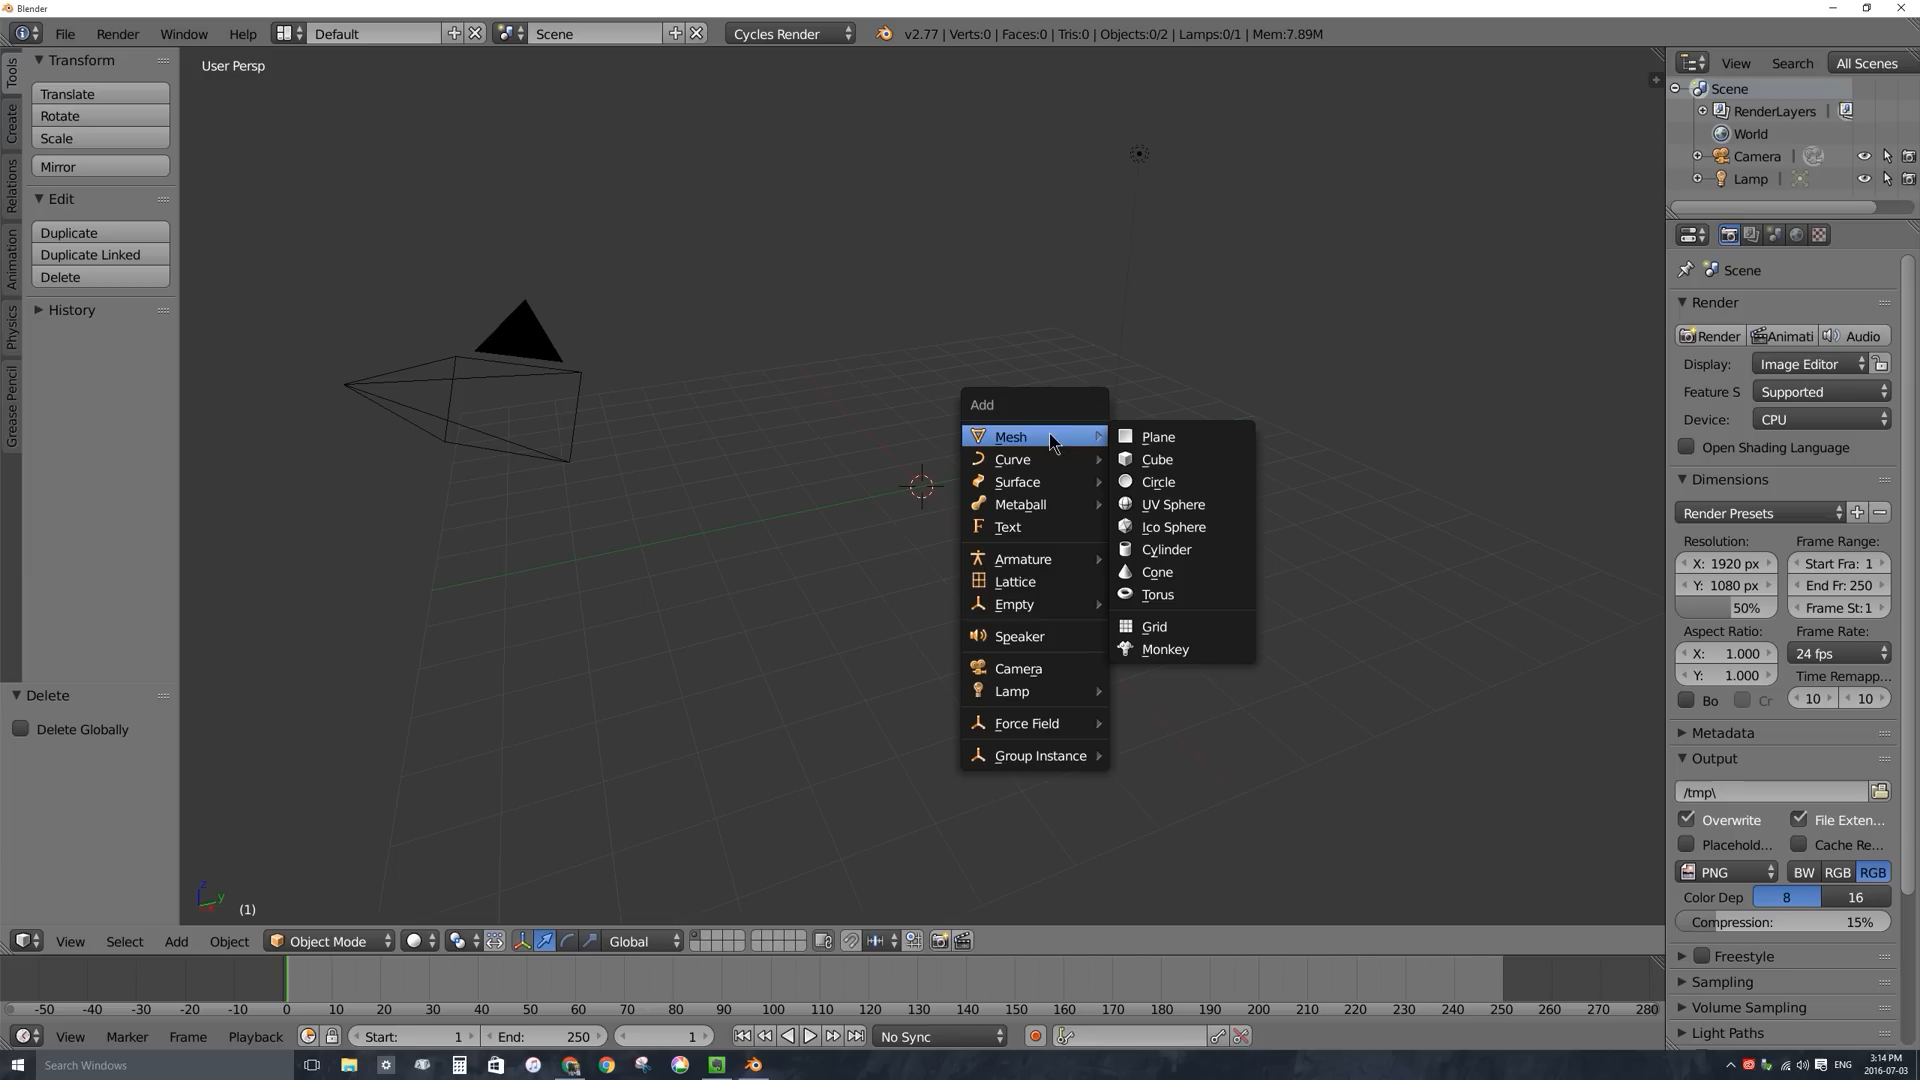 Blender
File Render Window Help Default Scene Cycles Render v2.77 | Verts:0 | Faces:0 | Tris:0 | Objects:0/2 | Lamps:0/1 | Mem:7.89M
Tools
Create
Relations
Animation
Physics
Grease Pencil
Transform
Translate
Rotate
Scale
Mirror
Edit
Duplicate
Duplicate Linked
Delete
History
Delete
Delete Globally
User Persp
Add
Mesh
Curve
Surface
Metaball
Text
Armature
Lattice
Empty
Speaker
Camera
Lamp
Force Field
Group Instance
Plane
Cube
Circle
UV Sphere
Ico Sphere
Cylinder
Cone
Torus
Grid
Monkey
z
y
(1)
View Search All Scenes
Scene
RenderLayers |
World
Camera |
Lamp |
Scene
Render
Render Animati Audio
Display: Image Editor
Feature S Supported
Device: CPU
Open Shading Language
Dimensions
Render Presets
Resolution: Frame Range:
X: 1920 px Start Fra: 1
Y: 1080 px End Fr: 250
50% Frame St:1
Aspect Ratio: Frame Rate:
X: 1.000 24 fps
Y: 1.000 Time Remapp...
Bo Cr 10 10
Metadata
Output
/tmp\
Overwrite File Exten...
Placehold... Cache Re...
PNG BW RGB RGB
Color Dep 8 16
Compression: 15%
Freestyle
Sampling
Volume Sampling
Light Paths
View Select Add Object Object Mode Global
-50 -40 -30 -20 -10 0 10 20 30 40 50 60 70 80 90 100 110 120 130 140 150 160 170 180 190 200 210 220 230 240 250 260 270 280
View Marker Frame Playback Start: 1 End: 250 1 No Sync
Search Windows
ENG
3:14 PM
2016-07-03